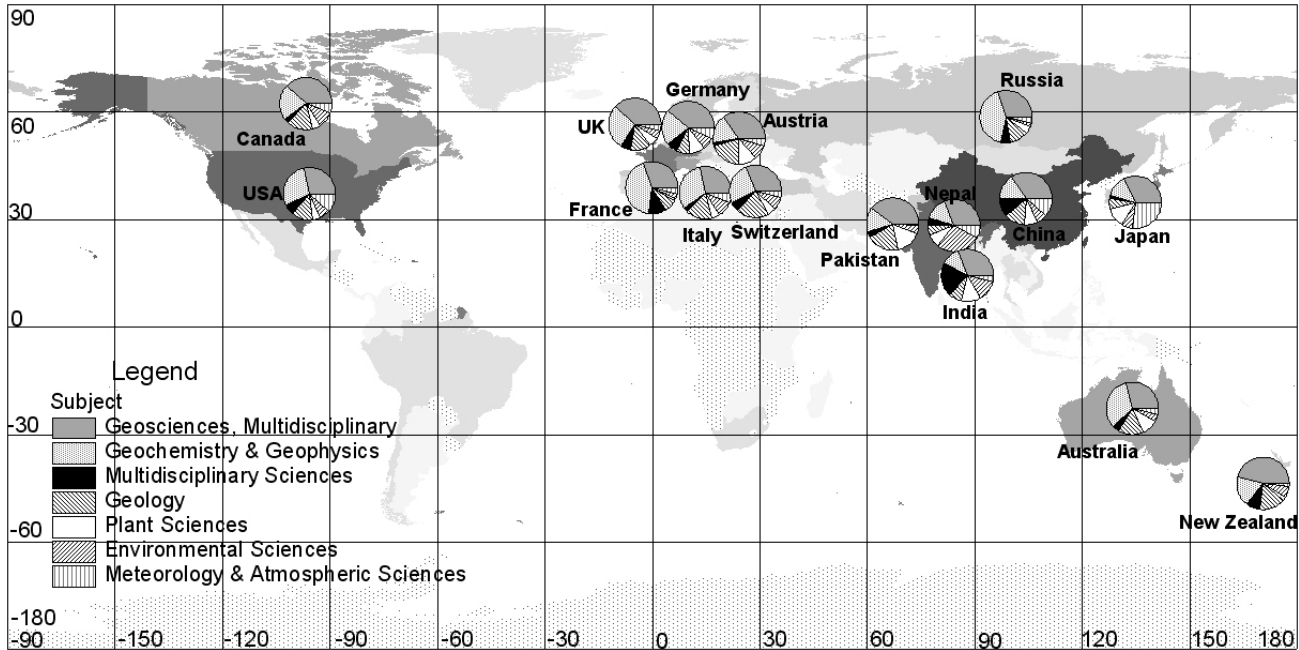 90
Russia
Germany
60
UK
Austria
Canada
USA
Nepal
30
France
Italy
Switzerland
Pakistan
China
Japan
India
0
Legend
Subject
Geosciences, Multidisciplinary
Geochemistry & Geophysics
Multidisciplinary Sciences
Geology
Plant Sciences
Environmental Sciences
Meteorology & Atmospheric Sciences
-30
Australia
New Zealand
-60
-180
-90 -150 -120 -90 -60 -30 0 30 60 90 120 150 180